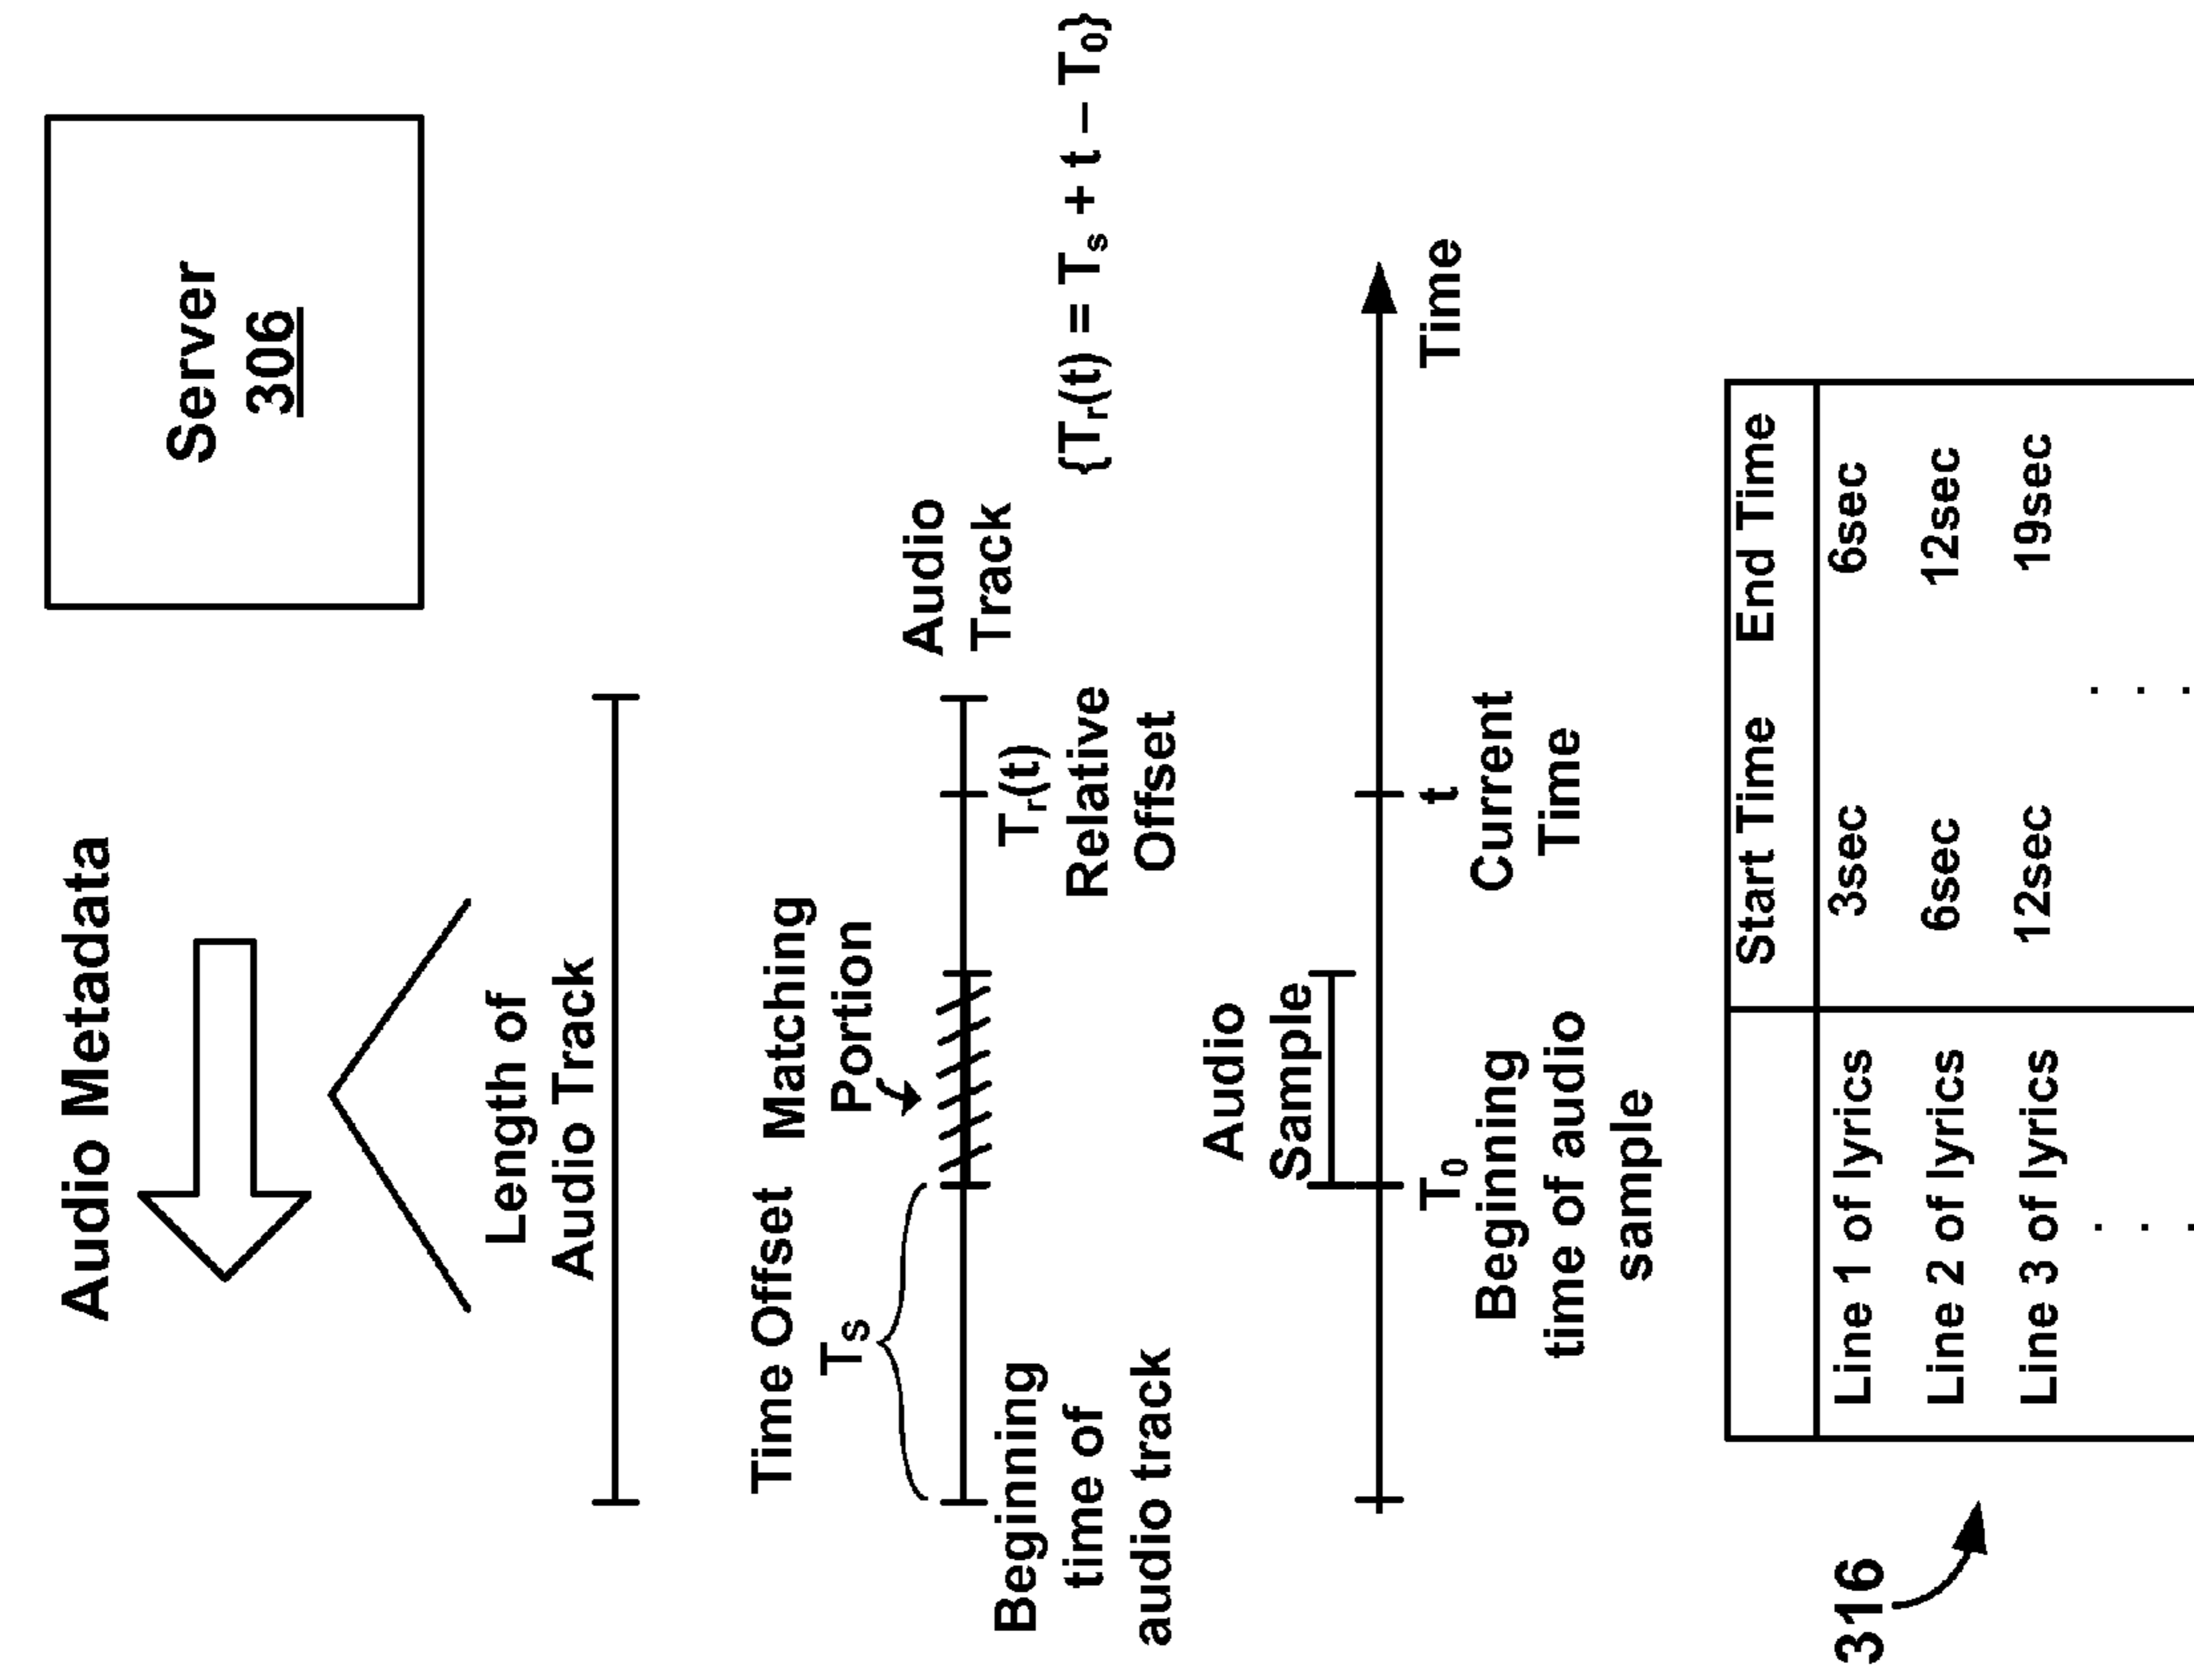 Audio Metadata
Server
306
Length of
Audio Track
Time Offset
Tₛ
Matching
Portion
Audio
Track
Beginning
time of
audio track
Tᵣ(t)
Relative
Offset
{Tᵣ(t) = Tₛ + t – T₀}
Audio
Sample
T₀
Beginning
time of audio
sample
t
Current
Time
Time
316
Start Time End Time
Line 1 of lyrics 3sec 6sec
Line 2 of lyrics 6sec 12sec
Line 3 of lyrics 12sec 19sec
. . . . . .